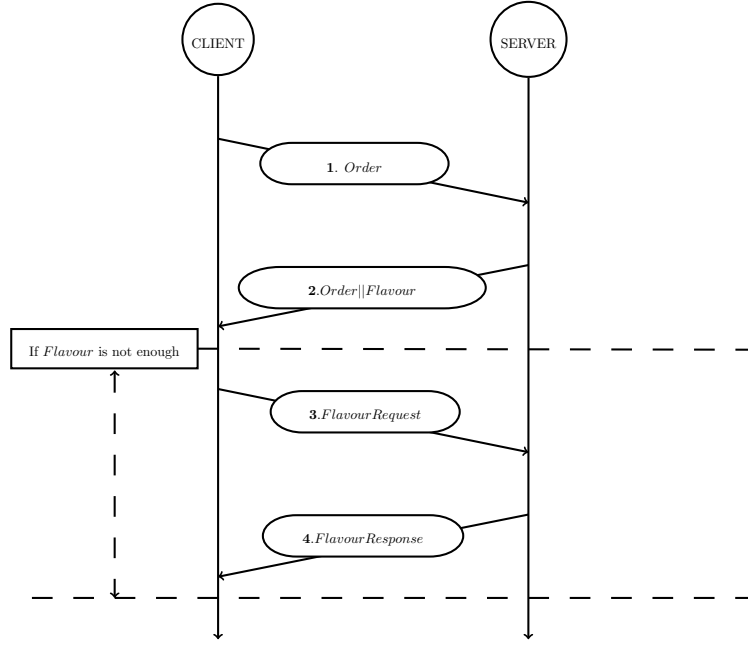 CLIENT
SERVER
1. Order
2.Order||Flavour
If Flavour is not enough
3.FlavourRequest
4.FlavourResponse